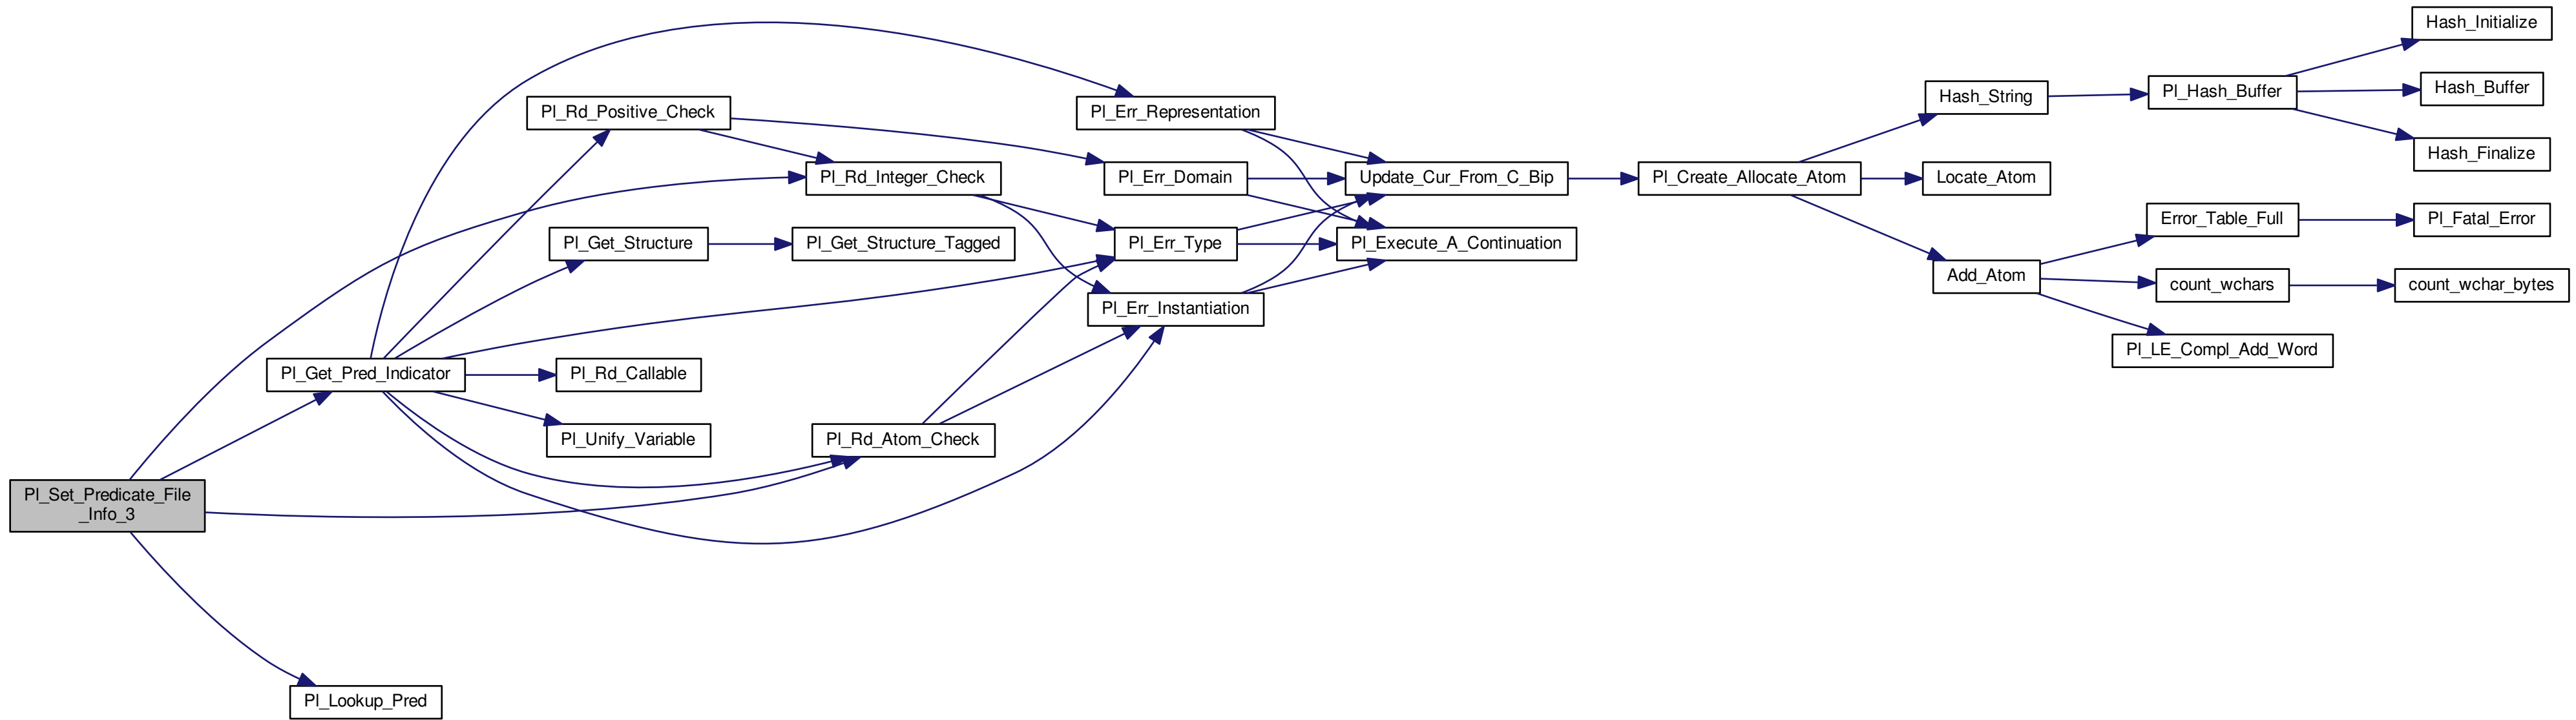 Pl_Set_Predicate_File
_Info_3
Pl_Get_Pred_Indicator
Pl_Lookup_Pred
Pl_Rd_Positive_Check
Pl_Get_Structure
Pl_Rd_Callable
Pl_Unify_Variable
Pl_Rd_Integer_Check
Pl_Get_Structure_Tagged
Pl_Rd_Atom_Check
Pl_Err_Representation
Pl_Err_Domain
Pl_Err_Type
Pl_Err_Instantiation
Update_Cur_From_C_Bip
Pl_Execute_A_Continuation
Pl_Create_Allocate_Atom
Hash_String
Locate_Atom
Add_Atom
Pl_Hash_Buffer
Error_Table_Full
count_wchars
Pl_LE_Compl_Add_Word
Hash_Initialize
Hash_Buffer
Hash_Finalize
Pl_Fatal_Error
count_wchar_bytes